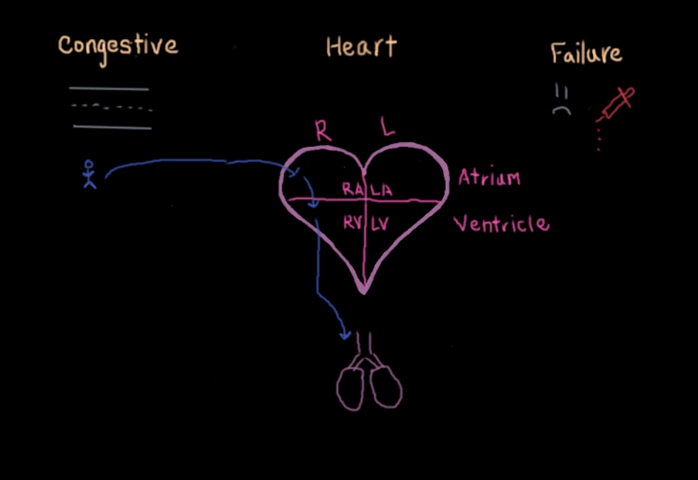 Congestive Heart Failure
R L
RA LA Atrium
RV LV Ventricle